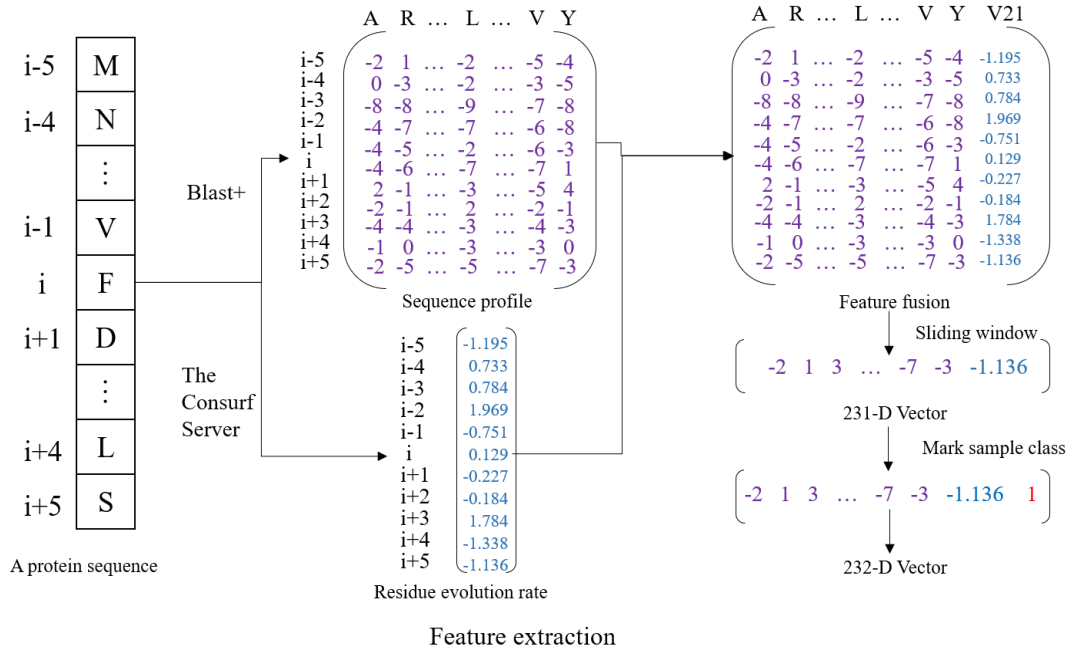 i-5 M
i-4 N
⋮
i-1 V
i F
i+1 D
⋮
i+4 L
i+5 S
A protein sequence
Blast+
The
Consurf
Server
A R … L … V Y
i-5 -2 1 … -2 … -5 -4
i-4 0 -3 … -2 … -3 -5
i-3 -8 -8 … -9 … -7 -8
i-2 -4 -7 … -7 … -6 -8
i-1 -4 -5 … -2 … -6 -3
i -4 -6 … -7 … -7 1
i+1 2 -1 … -3 … -5 4
i+2 -2 -1 … 2 … -2 -1
i+3 -4 -4 … -3 … -4 -3
i+4 -1 0 … -3 … -3 0
i+5 -2 -5 … -5 … -7 -3
Sequence profile
i-5 -1.195
i-4 0.733
i-3 0.784
i-2 1.969
i-1 -0.751
i 0.129
i+1 -0.227
i+2 -0.184
i+3 1.784
i+4 -1.338
i+5 -1.136
Residue evolution rate
A R … L … V Y V21
-2 1 … -2 … -5 -4 -1.195
0 -3 … -2 … -3 -5 0.733
-8 -8 … -9 … -7 -8 0.784
-4 -7 … -7 … -6 -8 1.969
-4 -5 … -2 … -6 -3 -0.751
-4 -6 … -7 … -7 1 0.129
2 -1 … -3 … -5 4 -0.227
-2 -1 … 2 … -2 -1 -0.184
-4 -4 … -3 … -4 -3 1.784
-1 0 … -3 … -3 0 -1.338
-2 -5 … -5 … -7 -3 -1.136
Feature fusion
Sliding window
-2 1 3 … -7 -3 -1.136
231-D Vector
Mark sample class
-2 1 3 … -7 -3 -1.136 1
232-D Vector
Feature extraction